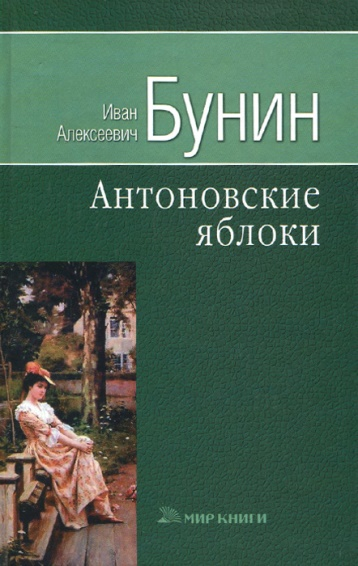 Иван
Алексеевич
Бунин
Антоновские
яблоки
МИР КНИГИ